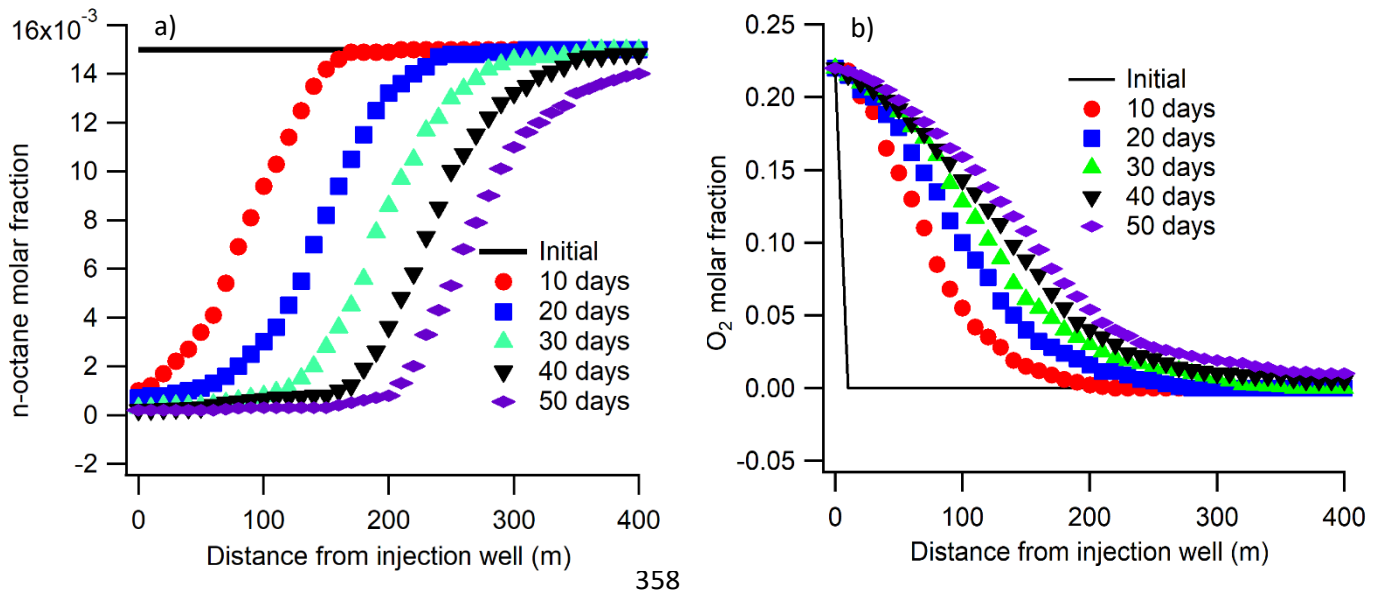 a)
16x10⁻³
14
12
10
8
6
4
2
0
-2
n-octane molar fraction
Initial
10 days
20 days
30 days
40 days
50 days
0 100 200 300 400
Distance from injection well (m)
b)
0.25
0.20
0.15
0.10
0.05
0.00
-0.05
O₂ molar fraction
Initial
10 days
20 days
30 days
40 days
50 days
0 100 200 300 400
Distance from injection well (m)
358